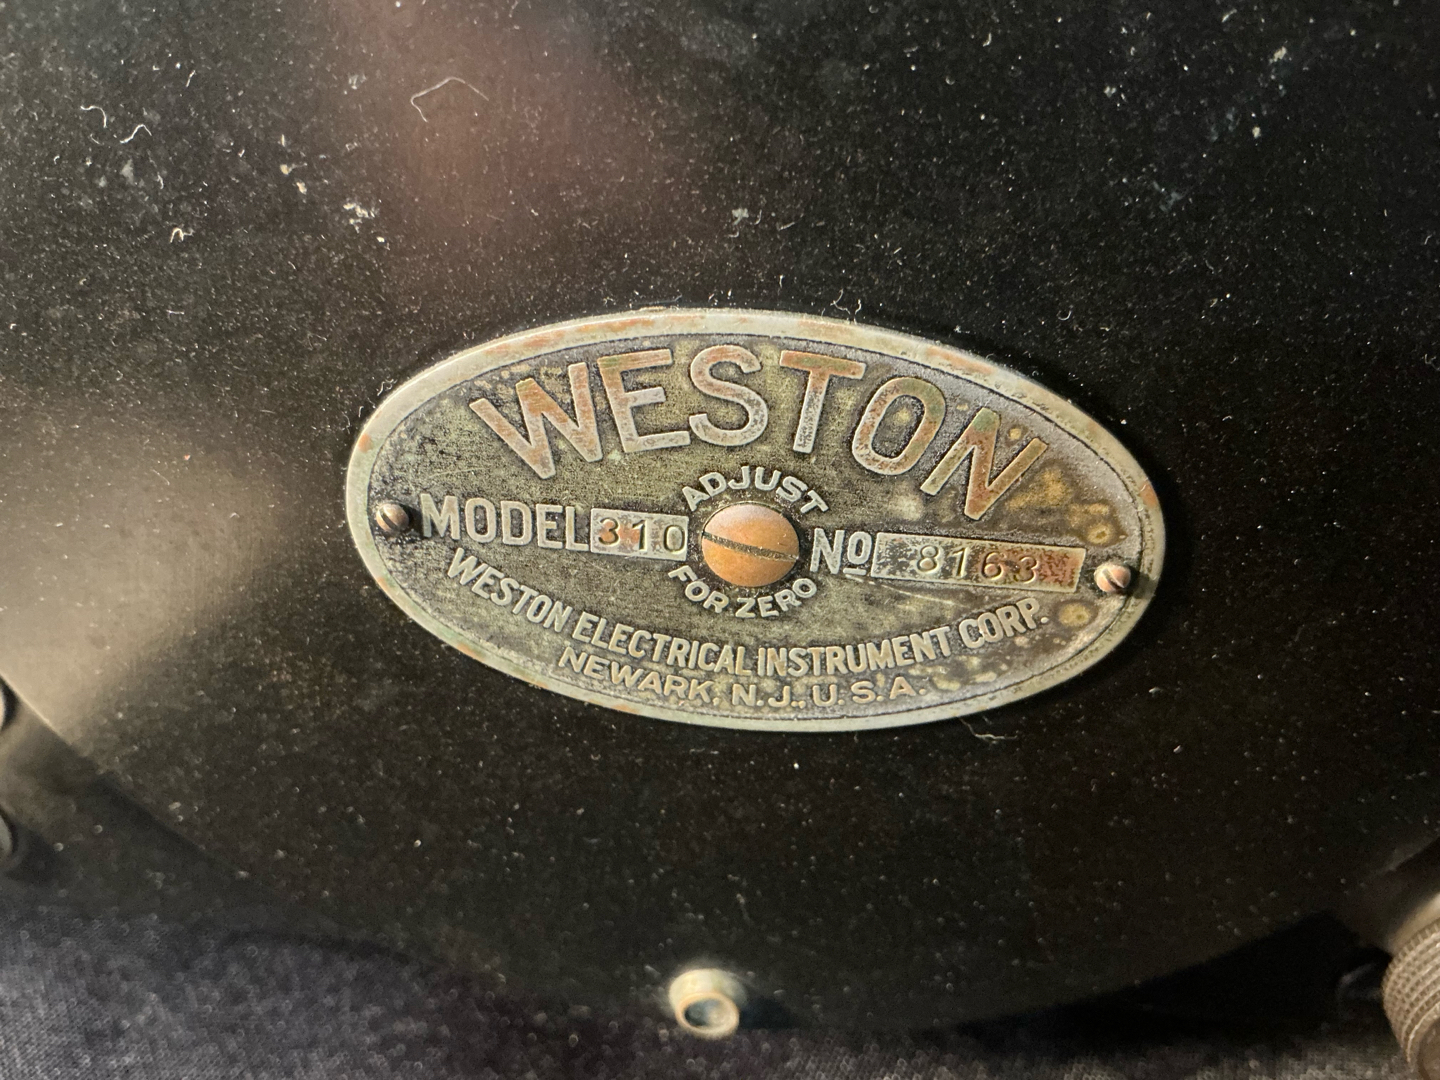 WESTON
ADJUST
MODEL 310 No 8163
FOR ZERO
WESTON ELECTRICAL INSTRUMENT CORP.
NEWARK, N.J., U.S.A.